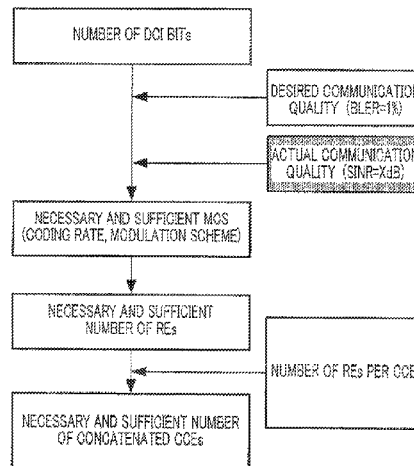 NUMBER OF DCI BITs
DESIRED COMMUNICATION
QUALITY (BLER=1%)
ACTUAL COMMUNICATION
QUALITY (SINR=XdB)
NECESSARY AND SUFFICIENT MCS
(CODING RATE, MODULATION SCHEME)
NECESSARY AND SUFFICIENT
NUMBER OF REs
NUMBER OF REs PER CCE
NECESSARY AND SUFFICIENT NUMBER
OF CONCATENATED CCEs